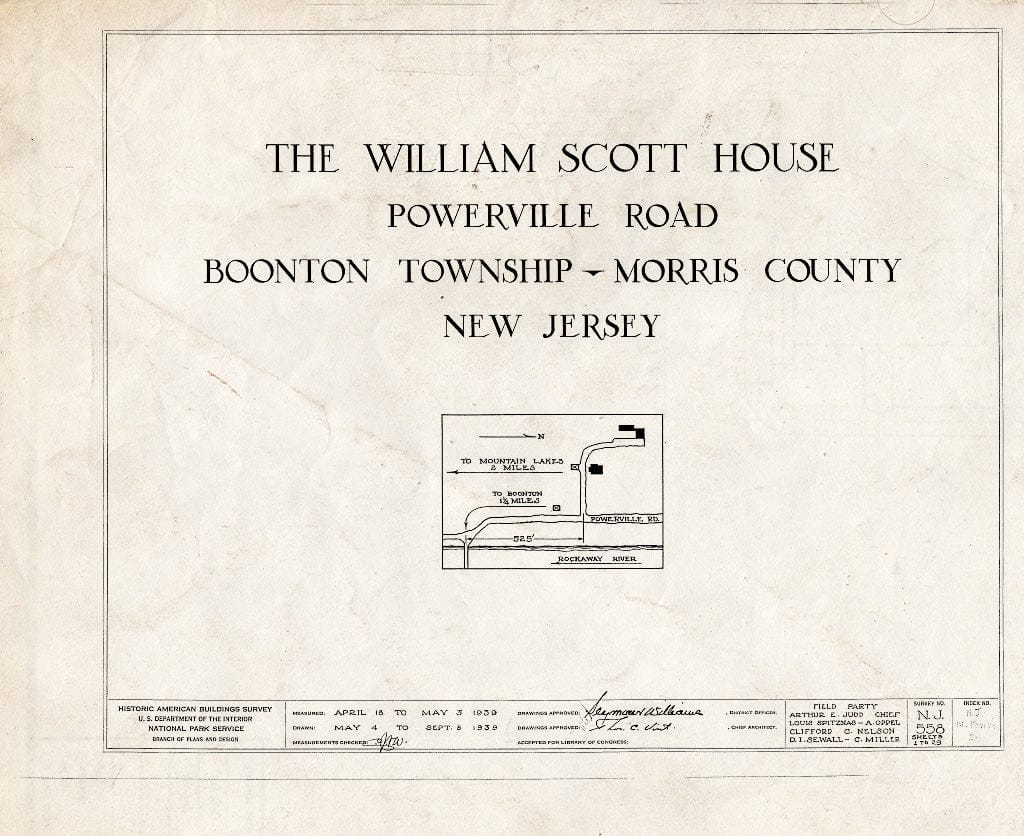 THE WILLIAM SCOTT HOUSE
POWERVILLE ROAD
BOONTON TOWNSHIP - MORRIS COUNTY
NEW JERSEY
N
TO MOUNTAIN LAKES
2 MILES
TO BOONTON
1¼ MILES
POWERVILLE RD.
525'
ROCKAWAY RIVER
HISTORIC AMERICAN BUILDINGS SURVEY
U. S. DEPARTMENT OF THE INTERIOR
NATIONAL PARK SERVICE
BRANCH OF PLANS AND DESIGN
MEASURED: APRIL 18 TO MAY 3 1939
DRAWN: MAY 4 TO SEPT. 5 1939
MEASUREMENTS CHECKED:
DRAWINGS APPROVED: Seymour Williams, DISTRICT OFFICER.
DRAWINGS APPROVED: , CHIEF ARCHITECT.
ACCEPTED FOR LIBRARY OF CONGRESS:
FIELD PARTY
ARTHUR E. JUDD CHIEF
LOUIS SPITZNAS - A. OPPEL
CLIFFORD C. NELSON
D. I. SEWALL - C. MILLER
SURVEY NO.
N. J.
558
SHEETS
1 TO 29
INDEX NO.
N.J.